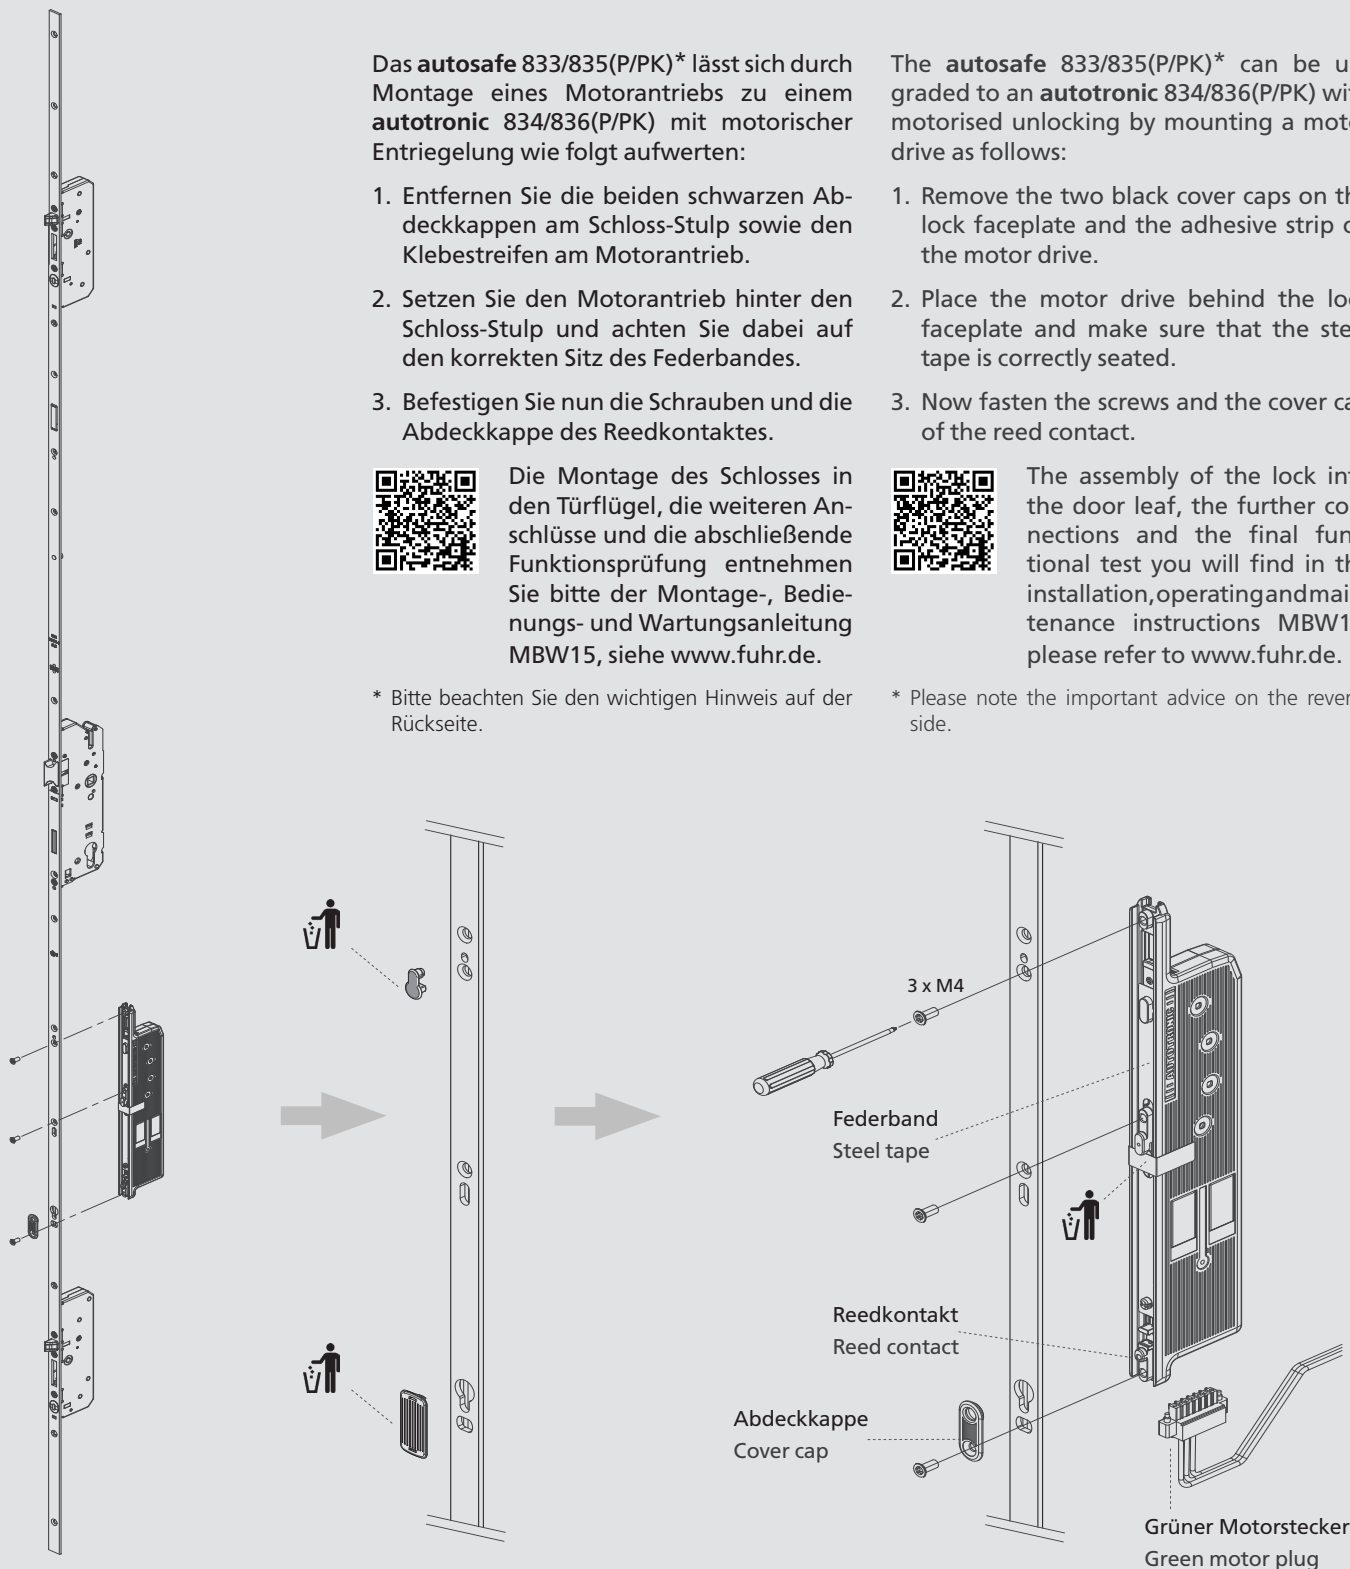 Das autosafe 833/835(P/PK)* lässt sich durch
Montage eines Motorantriebs zu einem
autotronic 834/836(P/PK) mit motorischer
Entriegelung wie folgt aufwerten:
1. Entfernen Sie die beiden schwarzen Ab-
deckkappen am Schloss-Stulp sowie den
Klebestreifen am Motorantrieb.
2. Setzen Sie den Motorantrieb hinter den
Schloss-Stulp und achten Sie dabei auf
den korrekten Sitz des Federbandes.
3. Befestigen Sie nun die Schrauben und die
Abdeckkappe des Reedkontaktes.
Die Montage des Schlosses in
den Türflügel, die weiteren An-
schlüsse und die abschließende
Funktionsprüfung entnehmen
Sie bitte der Montage-, Bedie-
nungs- und Wartungsanleitung
MBW15, siehe www.fuhr.de.
* Bitte beachten Sie den wichtigen Hinweis auf der
Rückseite.
The autosafe 833/835(P/PK)* can be u
graded to an autotronic 834/836(P/PK) wit
motorised unlocking by mounting a moto
drive as follows:
1. Remove the two black cover caps on th
lock faceplate and the adhesive strip o
the motor drive.
2. Place the motor drive behind the loc
faceplate and make sure that the ste
tape is correctly seated.
3. Now fasten the screws and the cover ca
of the reed contact.
The assembly of the lock int
the door leaf, the further co
nections and the final fun
tional test you will find in th
installation,operatingandmai
tenance instructions MBW1
please refer to www.fuhr.de.
* Please note the important advice on the rever
side.
3 x M4
Federband
Steel tape
Reedkontakt
Reed contact
Abdeckkappe
Cover cap
Grüner Motorstecker
Green motor plug